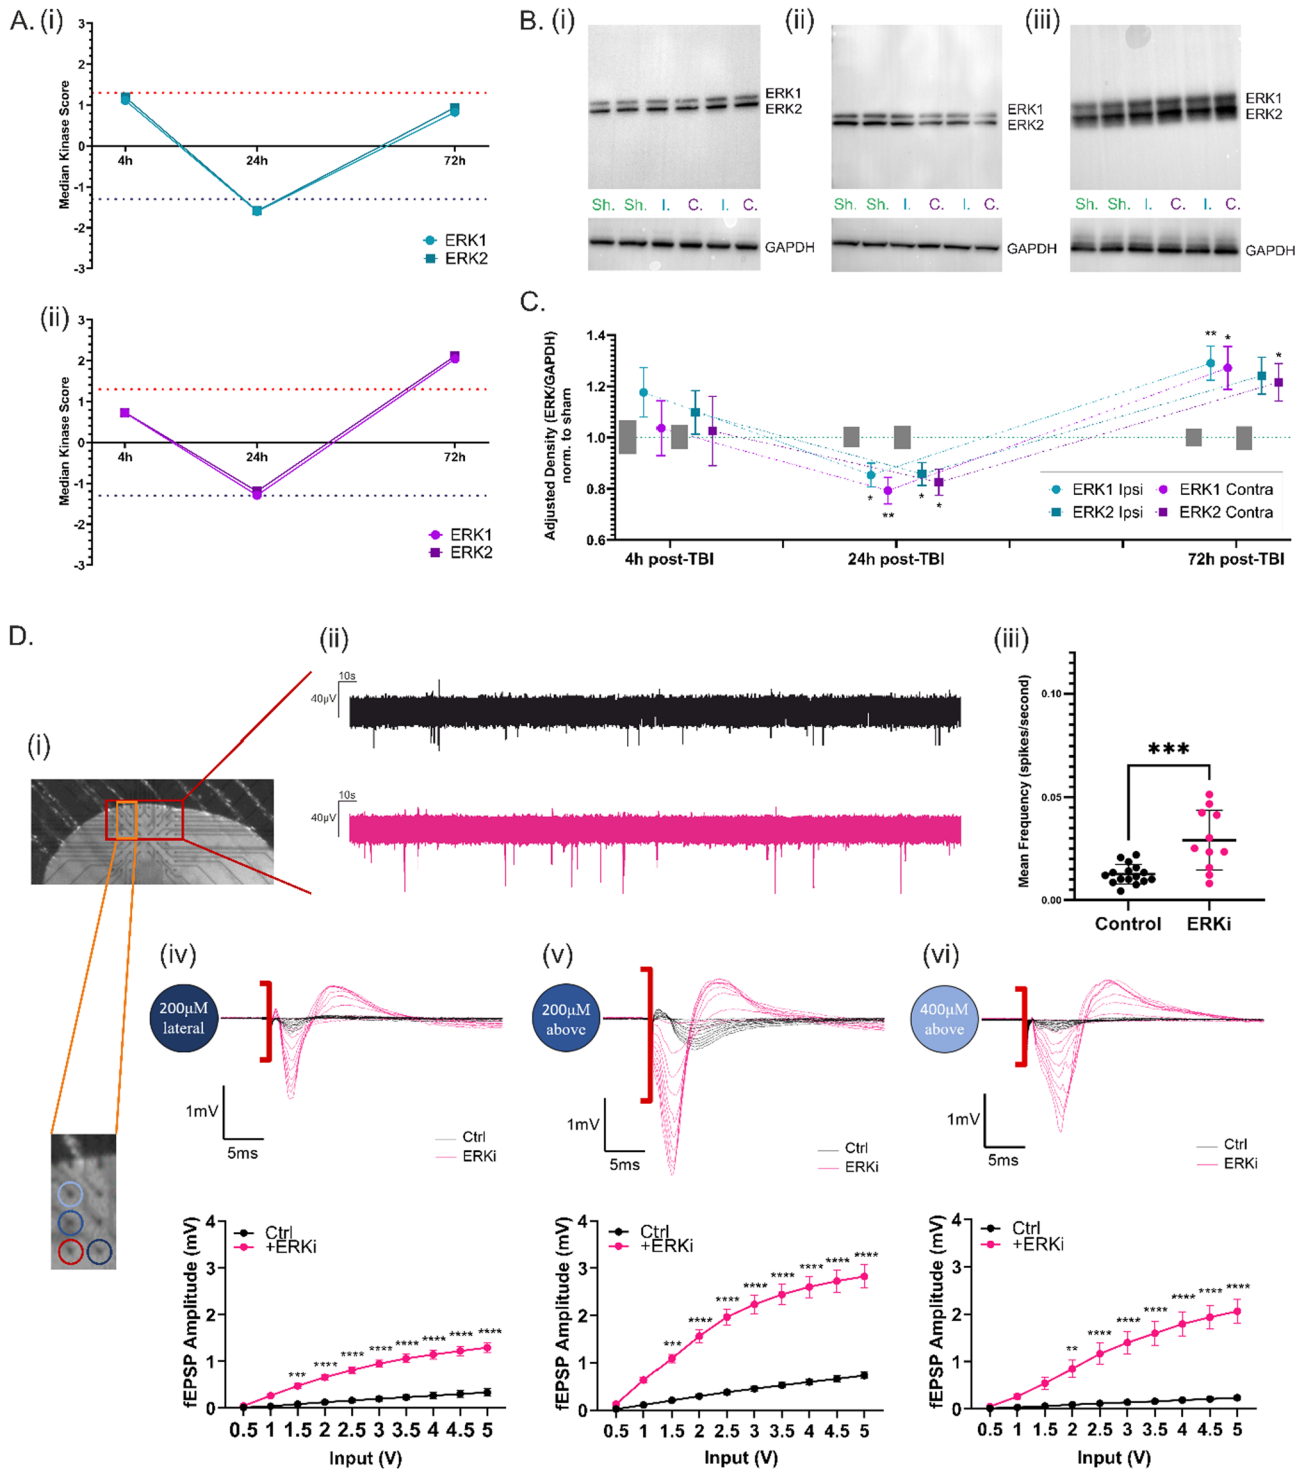 A. (i)
3
2
1
0
-1
-2
-3
Median Kinase Score
4h 24h 72h
ERK1
ERK2
(ii)
3
2
1
0
-1
-2
-3
Median Kinase Score
4h 24h 72h
ERK1
ERK2
B. (i) (ii) (iii)
ERK1
ERK2
Sh. Sh. I. C. I. C.
GAPDH
ERK1
ERK2
Sh. Sh. I. C. I. C.
GAPDH
ERK1
ERK2
Sh. Sh. I. C. I. C.
GAPDH
C.
Adjusted Density (ERK/GAPDH)
norm. to sham
1.4
1.2
1.0
0.8
0.6
** * *
* ** * *
ERK1 Ipsi ERK1 Contra
ERK2 Ipsi ERK2 Contra
4h post-TBI 24h post-TBI 72h post-TBI
D.
(i)
(ii)
10s
40μV
10s
40μV
(iii)
Mean Frequency (spikes/second)
0.10
0.05
0.00
***
Control ERKi
(iv)
200μM
lateral
1mV
5ms
Ctrl
ERKi
(v)
200μM
above
1mV
5ms
Ctrl
ERKi
(vi)
400μM
above
1mV
5ms
Ctrl
ERKi
fEPSP Amplitude (mV)
4
3
2
1
0
Ctrl
+ERKi
*** **** **** **** **** **** **** ****
0.5 1 1.5 2 2.5 3 3.5 4 4.5 5
Input (V)
fEPSP Amplitude (mV)
4
3
2
1
0
Ctrl
+ERKi
*** **** **** **** **** **** **** ****
0.5 1 1.5 2 2.5 3 3.5 4 4.5 5
Input (V)
fEPSP Amplitude (mV)
4
3
2
1
0
Ctrl
+ERKi
** **** **** **** **** **** ****
0.5 1 1.5 2 2.5 3 3.5 4 4.5 5
Input (V)